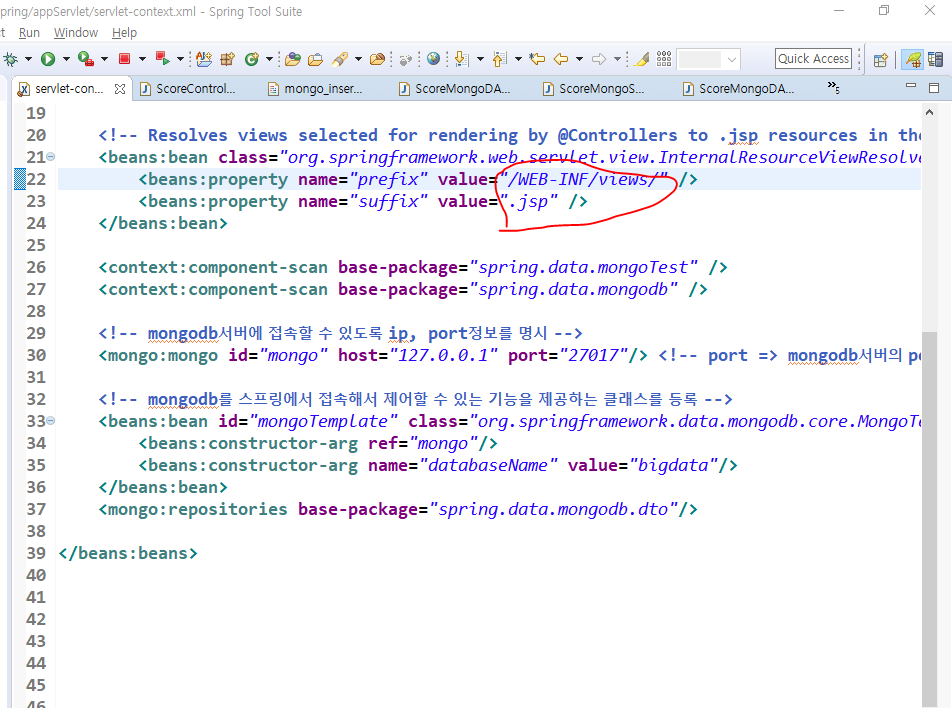 pring/appServlet/servlet-context.xml - Spring Tool Suite
t Run Window Help
Quick Access
servlet-con... ScoreControl... mongo_inser... ScoreMongoDA... ScoreMongoS... ScoreMongoDA... »5
19
20 <!-- Resolves views selected for rendering by @Controllers to .jsp resources in the
21 <beans:bean class="org.springframework.web.servlet.view.InternalResourceViewResolve
22 <beans:property name="prefix" value="/WEB-INF/views/" />
23 <beans:property name="suffix" value=".jsp" />
24 </beans:bean>
25
26 <context:component-scan base-package="spring.data.mongoTest" />
27 <context:component-scan base-package="spring.data.mongodb" />
28
29 <!-- mongodb서버에 접속할 수 있도록 ip, port정보를 명시 -->
30 <mongo:mongo id="mongo" host="127.0.0.1" port="27017"/> <!-- port => mongodb서버의 po
31
32 <!-- mongodb를 스프링에서 접속해서 제어할 수 있는 기능을 제공하는 클래스를 등록 -->
33 <beans:bean id="mongoTemplate" class="org.springframework.data.mongodb.core.MongoTe
34 <beans:constructor-arg ref="mongo"/>
35 <beans:constructor-arg name="databaseName" value="bigdata"/>
36 </beans:bean>
37 <mongo:repositories base-package="spring.data.mongodb.dto"/>
38
39 </beans:beans>
40
41
42
43
44
45
46